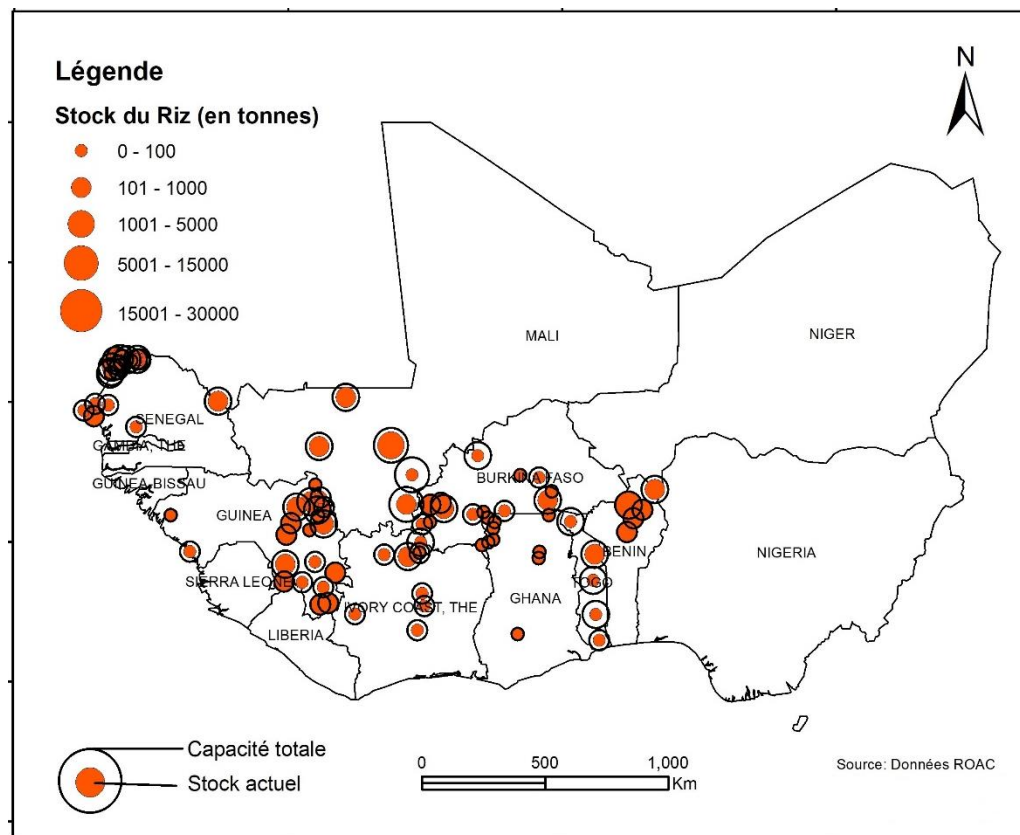 Légende
Stock du Riz (en tonnes)
0 - 100
101 - 1000
1001 - 5000
5001 - 15000
15001 - 30000
N
MALI
NIGER
SENEGAL
GAMBIA, THE
GUINEA-BISSAU
BURKINA FASO
GUINEA
BENIN
NIGERIA
SIERRA LEONE
TOGO
GHANA
IVORY COAST, THE
LIBERIA
Capacité totale
Stock actuel
0 500 1,000
Km
Source: Données ROAC